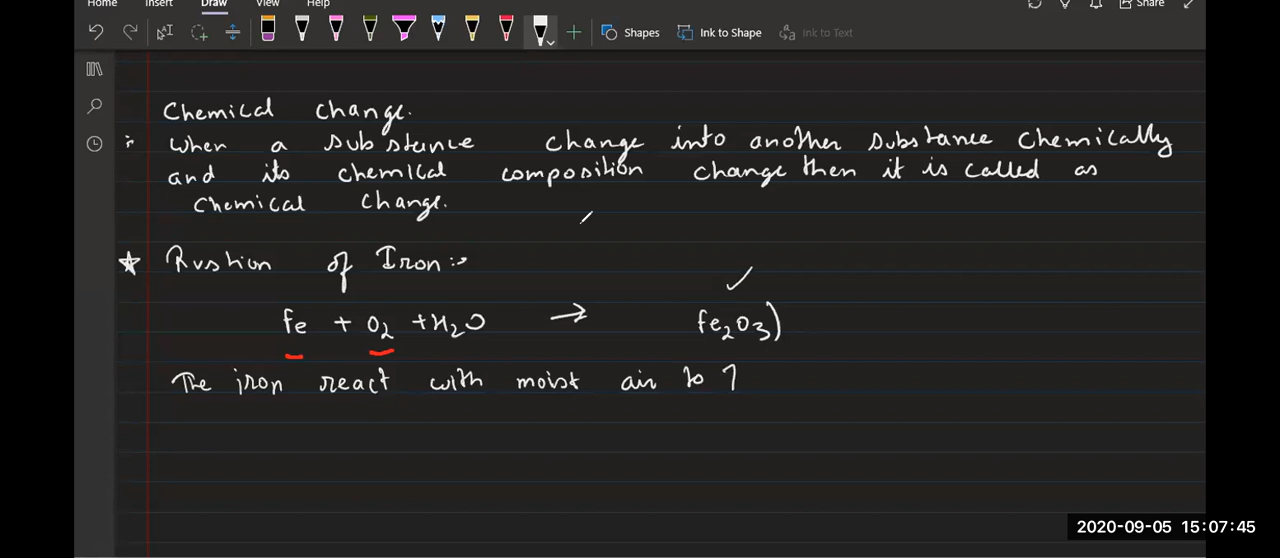 Home Insert Draw View Help Share
Shapes Ink to Shape Ink to Text
Chemical change.
:- when a substance change into another substance chemically
and its chemical composition change then it is called as
chemical change.
★ Rustion of Iron :-
Fe + O₂ + H₂O → Fe₂O₃)
The iron react with moist air to
2020-09-05 15:07:45